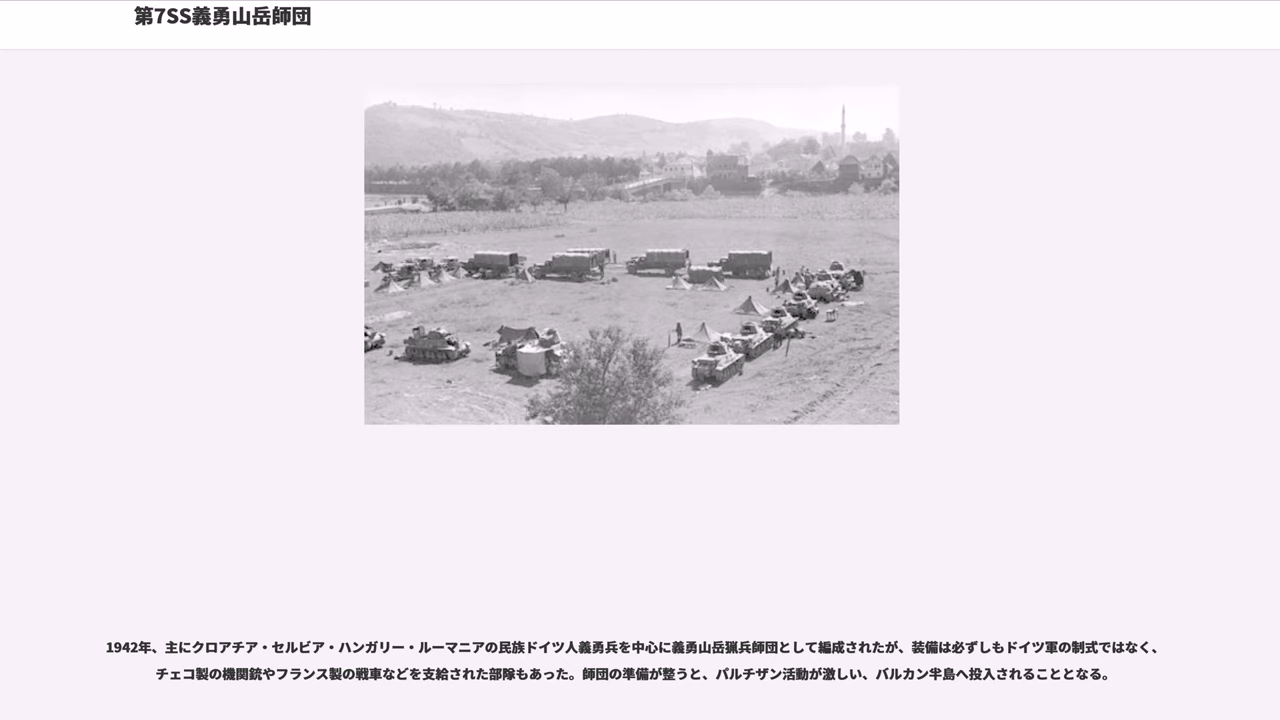 第7SS義勇山岳師団
1942年、主にクロアチア・セルビア・ハンガリー・ルーマニアの民族ドイツ人義勇兵を中心に義勇山岳猟兵師団として編成されたが、装備は必ずしもドイツ軍の制式ではなく、
チェコ製の機関銃やフランス製の戦車などを支給された部隊もあった。師団の準備が整うと、パルチザン活動が激しい、バルカン半島へ投入されることとなる。